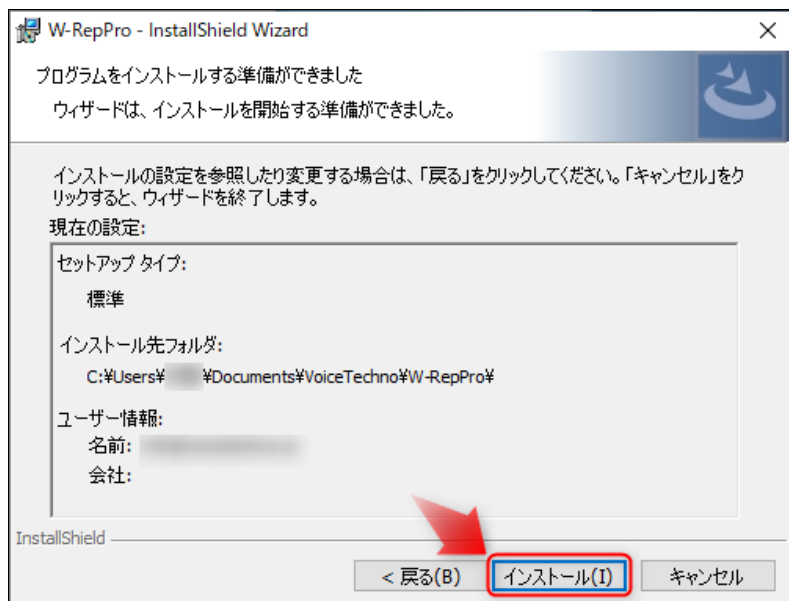 W-RepPro - InstallShield Wizard
プログラムをインストールする準備ができました
ウィザードは、インストールを開始する準備ができました。
インストールの設定を参照したり変更する場合は、「戻る」をクリックしてください。「キャンセル」をク
リックすると、ウィザードを終了します。
現在の設定:
セットアップ タイプ:
標準
インストール先フォルダ:
C:¥Users¥ ¥Documents¥VoiceTechno¥W-RepPro¥
ユーザー情報:
名前:
会社:
InstallShield
< 戻る(B) インストール(I) キャンセル